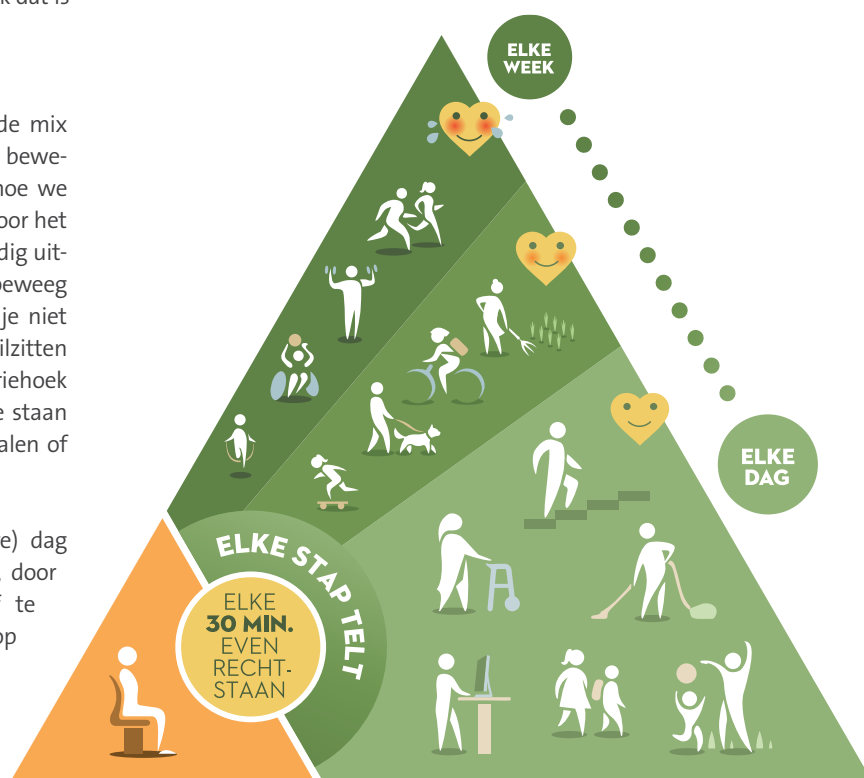 k dat is
de mix
bewe-
hoe we
oor het
dig uit-
beweeg
je niet
ilzitten
riehoek
e staan
alen of
e) dag
door
te
op
ELKE
WEEK
ELKE
DAG
ELKE STAP TELT
ELKE
30 MIN.
EVEN
RECHT-
STAAN